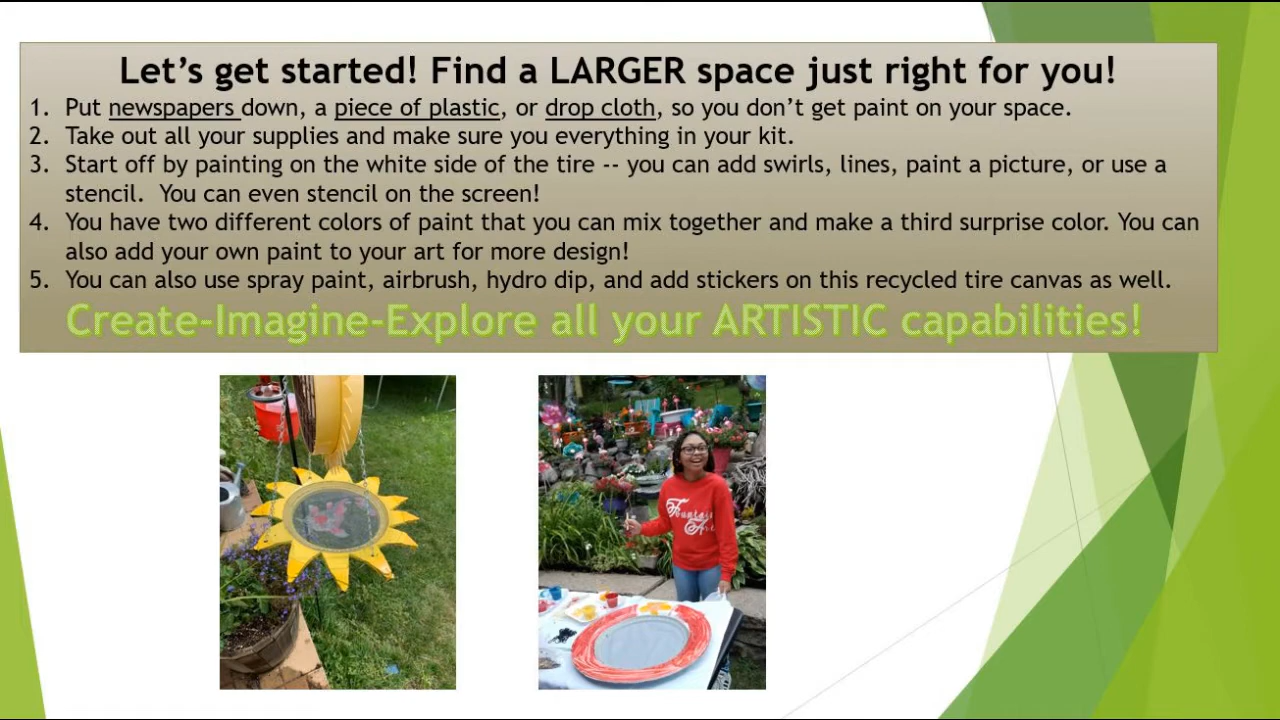 Let's get started! Find a LARGER space just right for you!
1. Put newspapers down, a piece of plastic, or drop cloth, so you don't get paint on your space.
2. Take out all your supplies and make sure you everything in your kit.
3. Start off by painting on the white side of the tire -- you can add swirls, lines, paint a picture, or use a
stencil. You can even stencil on the screen!
4. You have two different colors of paint that you can mix together and make a third surprise color. You can
also add your own paint to your art for more design!
5. You can also use spray paint, airbrush, hydro dip, and add stickers on this recycled tire canvas as well.
Create-Imagine-Explore all your ARTISTIC capabilities!